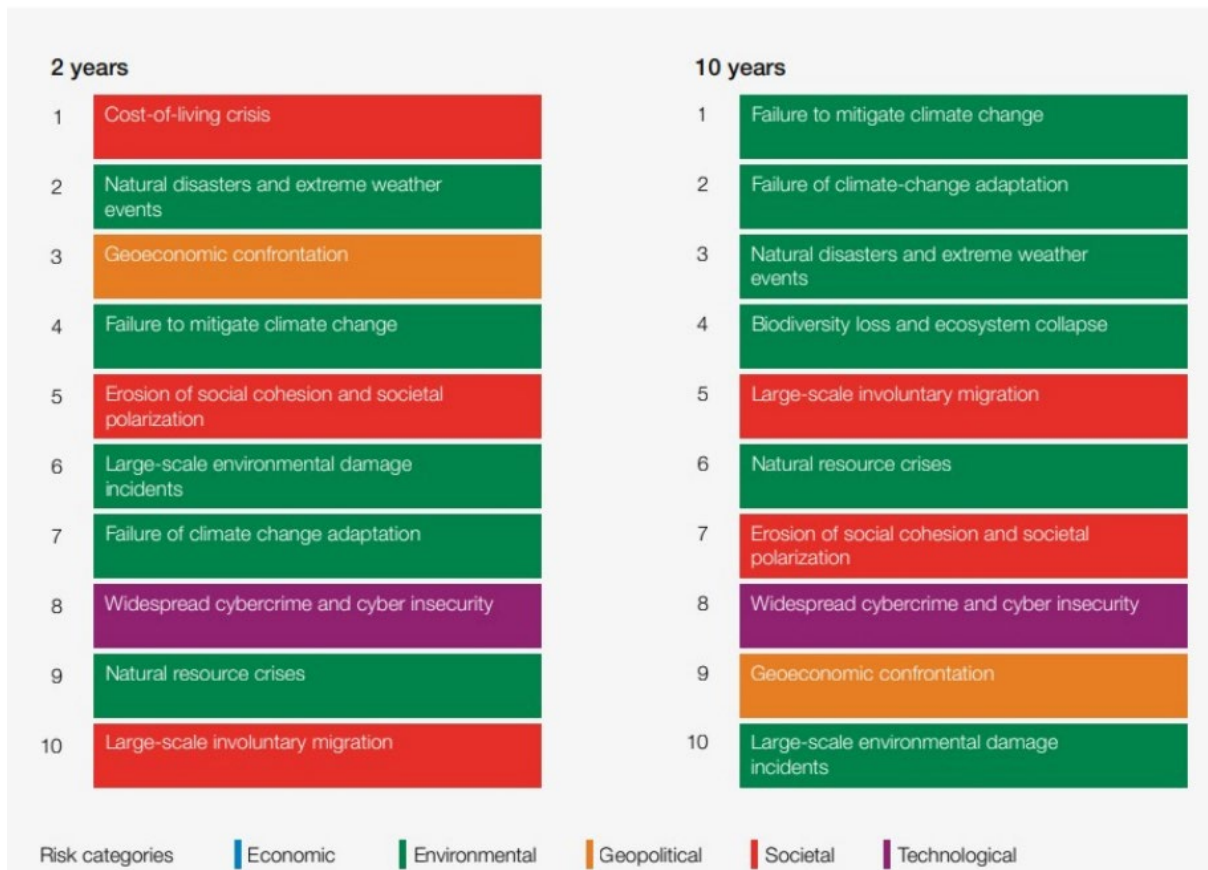 2 years
1
Cost-of-living crisis
2
Natural disasters and extreme weather
events
3
Geoeconomic confrontation
4
Failure to mitigate climate change
5
Erosion of social cohesion and societal
polarization
6
Large-scale environmental damage
incidents
7
Failure of climate change adaptation
8
Widespread cybercrime and cyber insecurity
9
Natural resource crises
10
Large-scale involuntary migration
10 years
1
Failure to mitigate climate change
2
Failure of climate-change adaptation
3
Natural disasters and extreme weather
events
4
Biodiversity loss and ecosystem collapse
5
Large-scale involuntary migration
6
Natural resource crises
7
Erosion of social cohesion and societal
polarization
8
Widespread cybercrime and cyber insecurity
9
Geoeconomic confrontation
10
Large-scale environmental damage
incidents
Risk categories
Economic
Environmental
Geopolitical
Societal
Technological